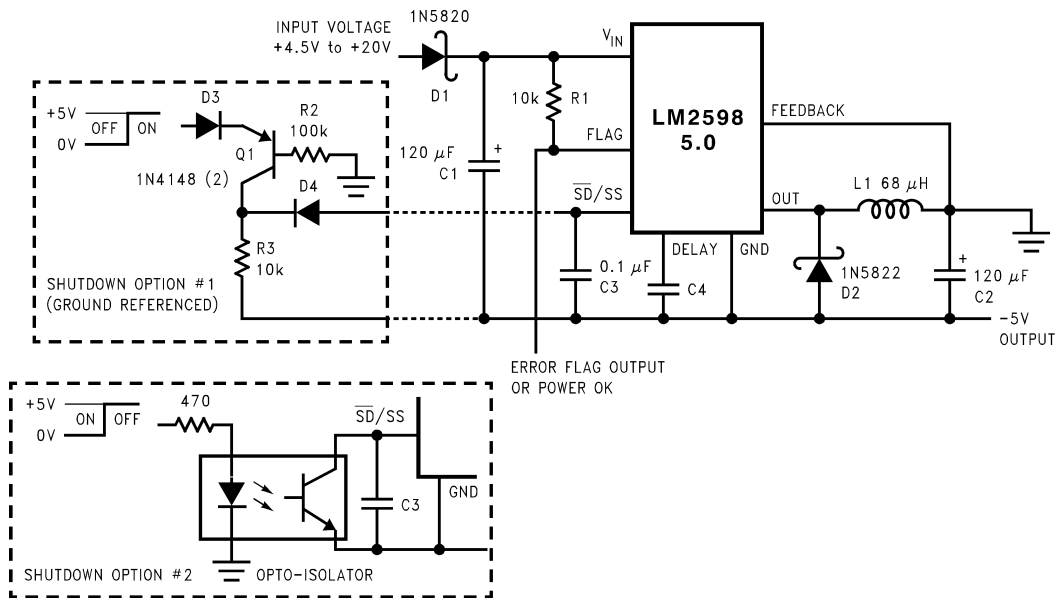 1N5820
INPUT VOLTAGE
+4.5V to +20V
D1
VIN
10k
R1
LM2598
5.0
FEEDBACK
FLAG
120 µF
+
C1
S̅D̅/SS
OUT
L1 68 µH
DELAY
GND
0.1 µF
C3
C4
1N5822
D2
+
120 µF
C2
−5V
OUTPUT
ERROR FLAG OUTPUT
OR POWER OK
+5V
OFF
ON
0V
D3
R2
100k
Q1
1N4148 (2)
D4
R3
10k
SHUTDOWN OPTION #1
(GROUND REFERENCED)
+5V
ON
OFF
0V
470
S̅D̅/SS
GND
C3
SHUTDOWN OPTION #2
OPTO−ISOLATOR